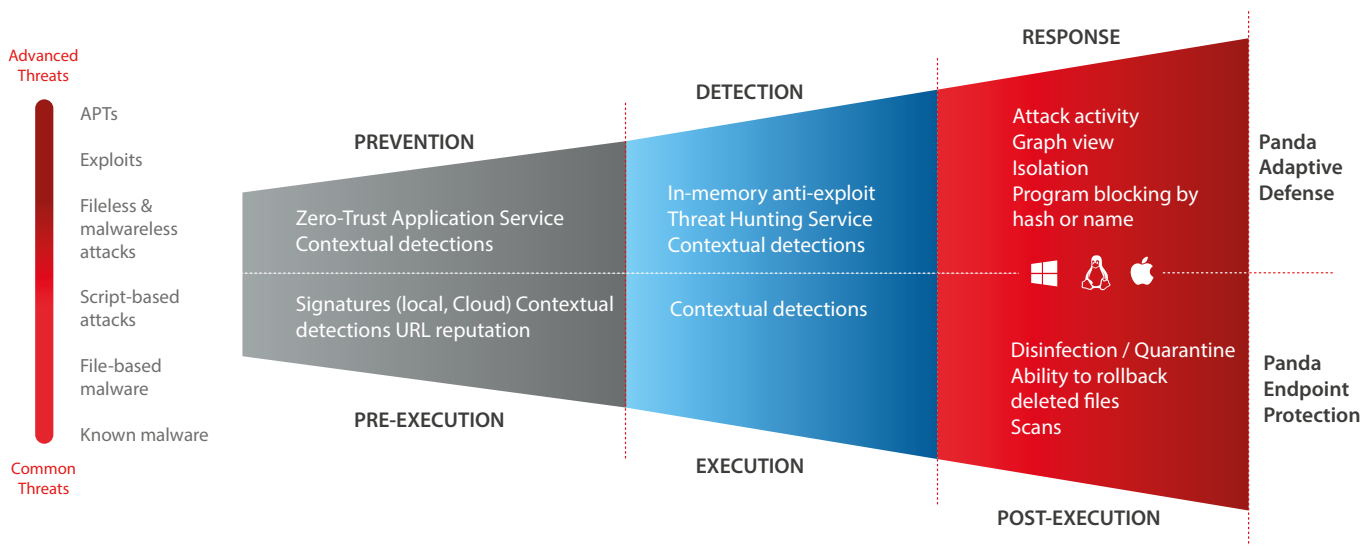 Advanced
Threats
APTs
Exploits
Fileless &
malwareless
attacks
Script-based
attacks
File-based
malware
Known malware
Common
Threats
PREVENTION
Zero-Trust Application Service
Contextual detections
Signatures (local, Cloud) Contextual
detections URL reputation
PRE-EXECUTION
DETECTION
In-memory anti-exploit
Threat Hunting Service
Contextual detections
Contextual detections
EXECUTION
RESPONSE
Attack activity
Graph view
Isolation
Program blocking by
hash or name
Disinfection / Quarantine
Ability to rollback
deleted files
Scans
POST-EXECUTION
Panda
Adaptive
Defense
Panda
Endpoint
Protection